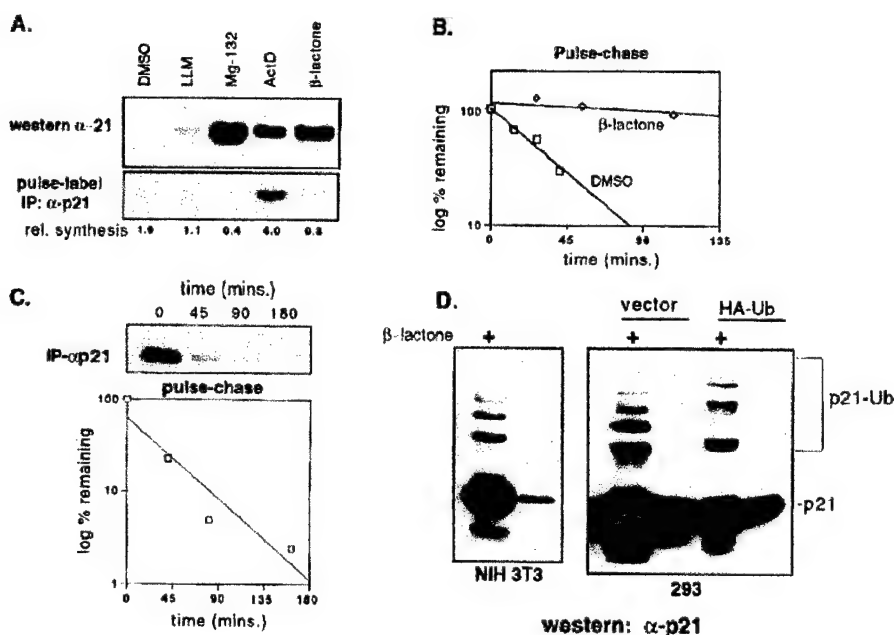 A.
DMSO
LLM
Mg-132
ActD
β-lactone
western α-21
pulse-label
IP: α-p21
rel. synthesis 1.0 1.1 0.4 4.0 0.8
B.
Pulse-chase
log % remaining
100
10
β-lactone
DMSO
0 45 90 135
time (mins.)
C.
time (mins.)
0 45 90 180
IP-αp21
pulse-chase
log % remaining
100
10
1
0 45 90 135 180
time (mins.)
D.
vector HA-Ub
β-lactone + + +
p21-Ub
-p21
NIH 3T3
293
western: α-p21